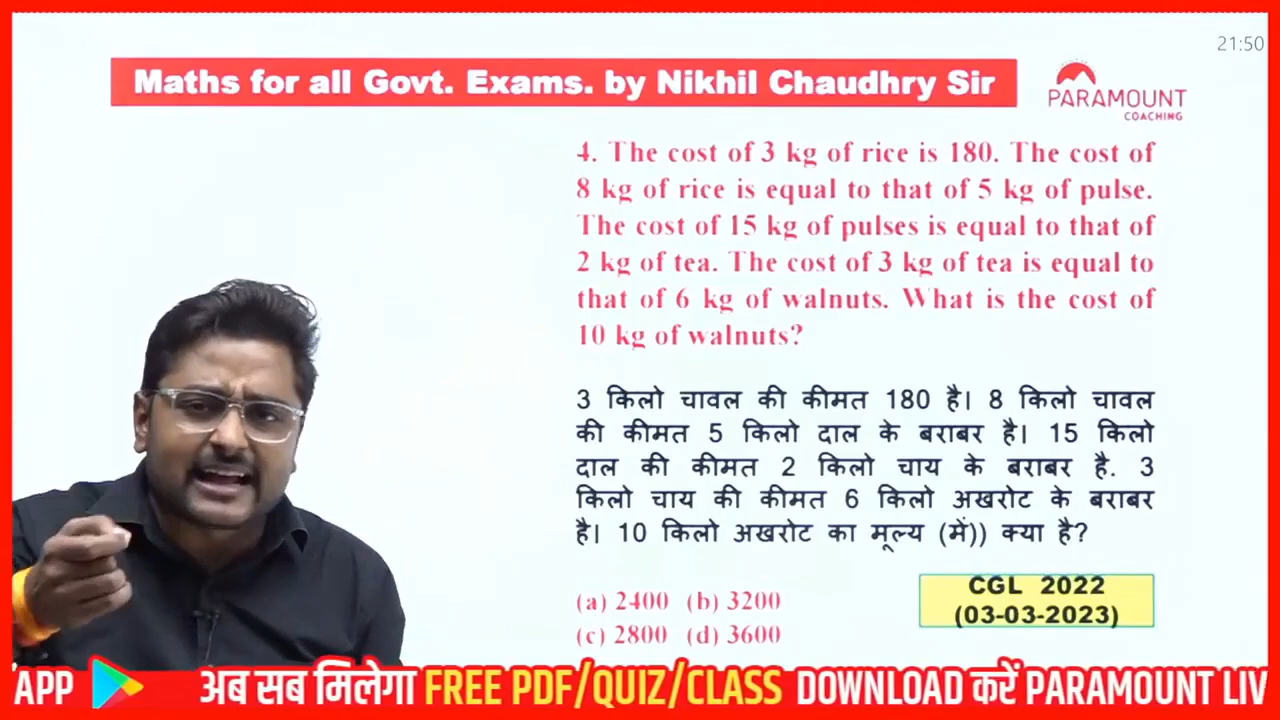 21:50
Maths for all Govt. Exams. by Nikhil Chaudhry Sir
PARAMOUNT
COACHING
4. The cost of 3 kg of rice is 180. The cost of
8 kg of rice is equal to that of 5 kg of pulse.
The cost of 15 kg of pulses is equal to that of
2 kg of tea. The cost of 3 kg of tea is equal to
that of 6 kg of walnuts. What is the cost of
10 kg of walnuts?
3 किलो चावल की कीमत 180 है। 8 किलो चावल
की कीमत 5 किलो दाल के बराबर है। 15 किलो
दाल की कीमत 2 किलो चाय के बराबर है. 3
किलो चाय की कीमत 6 किलो अखरोट के बराबर
है। 10 किलो अखरोट का मूल्य (में)) क्या है?
(a) 2400 (b) 3200
(c) 2800 (d) 3600
CGL 2022
(03-03-2023)
APP अब सब मिलेगा FREE PDF/QUIZ/CLASS DOWNLOAD करें PARAMOUNT LIV